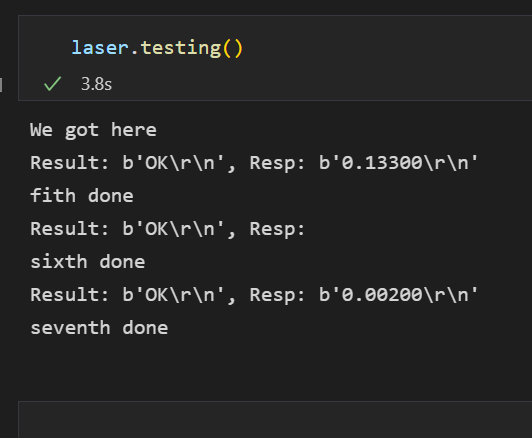 laser.testing()
3.8s
We got here
Result: b'OK\r\n', Resp: b'0.13300\r\n'
fith done
Result: b'OK\r\n', Resp:
sixth done
Result: b'OK\r\n', Resp: b'0.00200\r\n'
seventh done